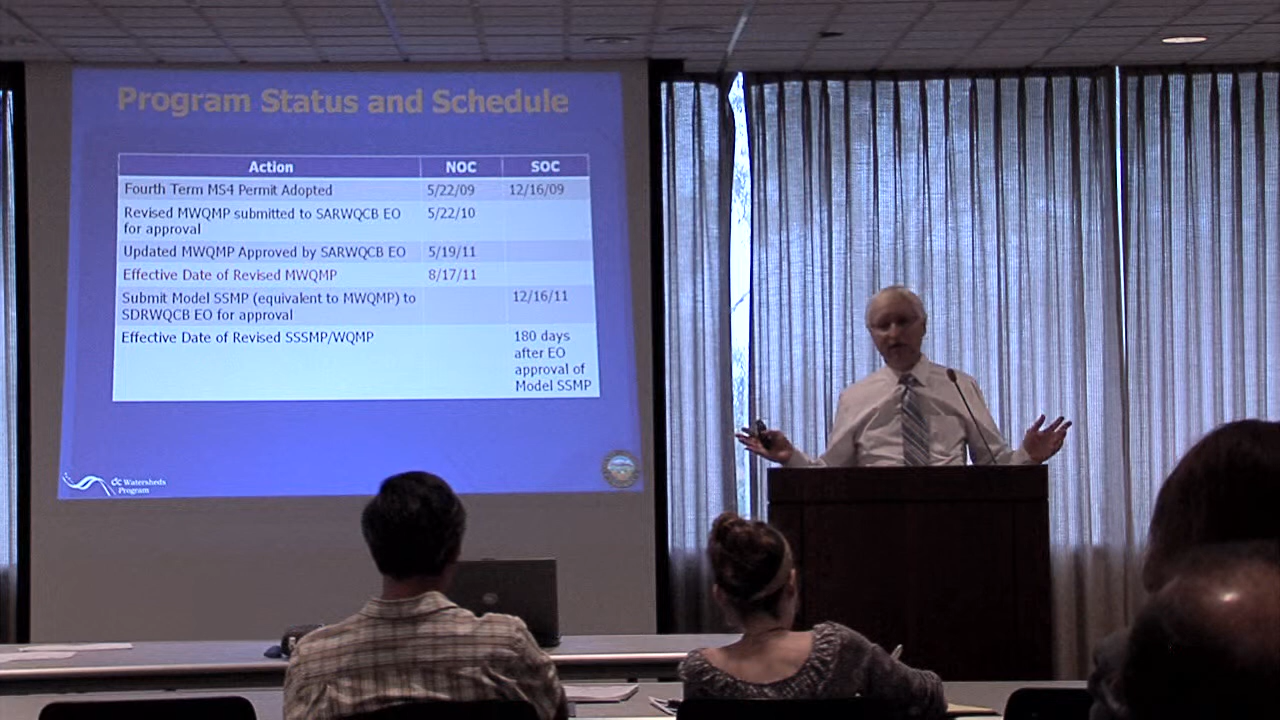 Program Status and Schedule
Action NOC SOC
Fourth Term MS4 Permit Adopted 5/22/09 12/16/09
Revised MWQMP submitted to SARWQCB EO 5/22/10
for approval
Updated MWQMP Approved by SARWQCB EO 5/19/11
Effective Date of Revised MWQMP 8/17/11
Submit Model SSMP (equivalent to MWQMP) to 12/16/11
SDRWQCB EO for approval
Effective Date of Revised SSSMP/WQMP 180 days
after EO
approval of
Model SSMP
OC Watersheds
Program